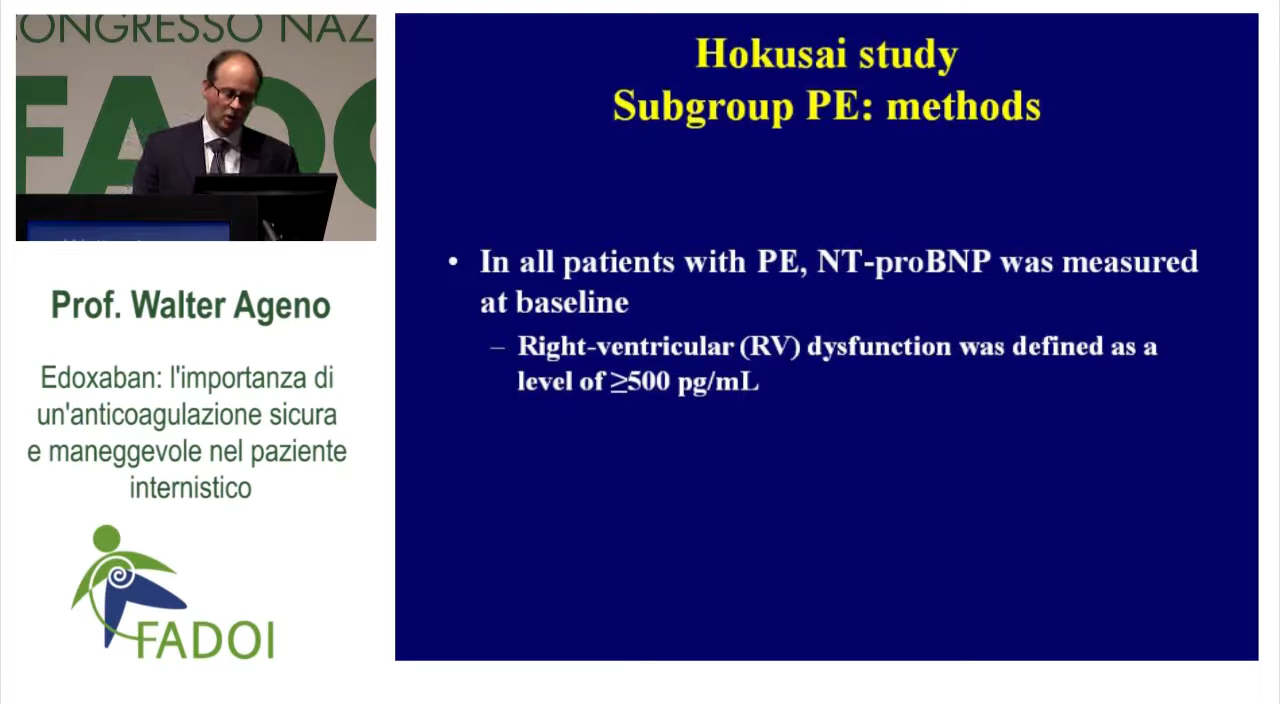 CONGRESSO NAZ
FADO
Prof. Walter Ageno
Edoxaban: l'importanza di
un'anticoagulazione sicura
e maneggevole nel paziente
internistico
FADOI
Hokusai study
Subgroup PE: methods
• In all patients with PE, NT-proBNP was measured
at baseline
– Right-ventricular (RV) dysfunction was defined as a
level of ≥500 pg/mL